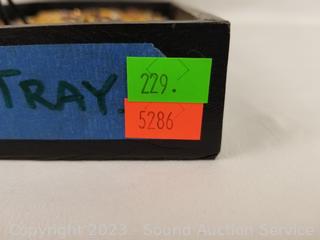 229.
TRAY.
5286
Copyright 2023 - Sound Auction Service